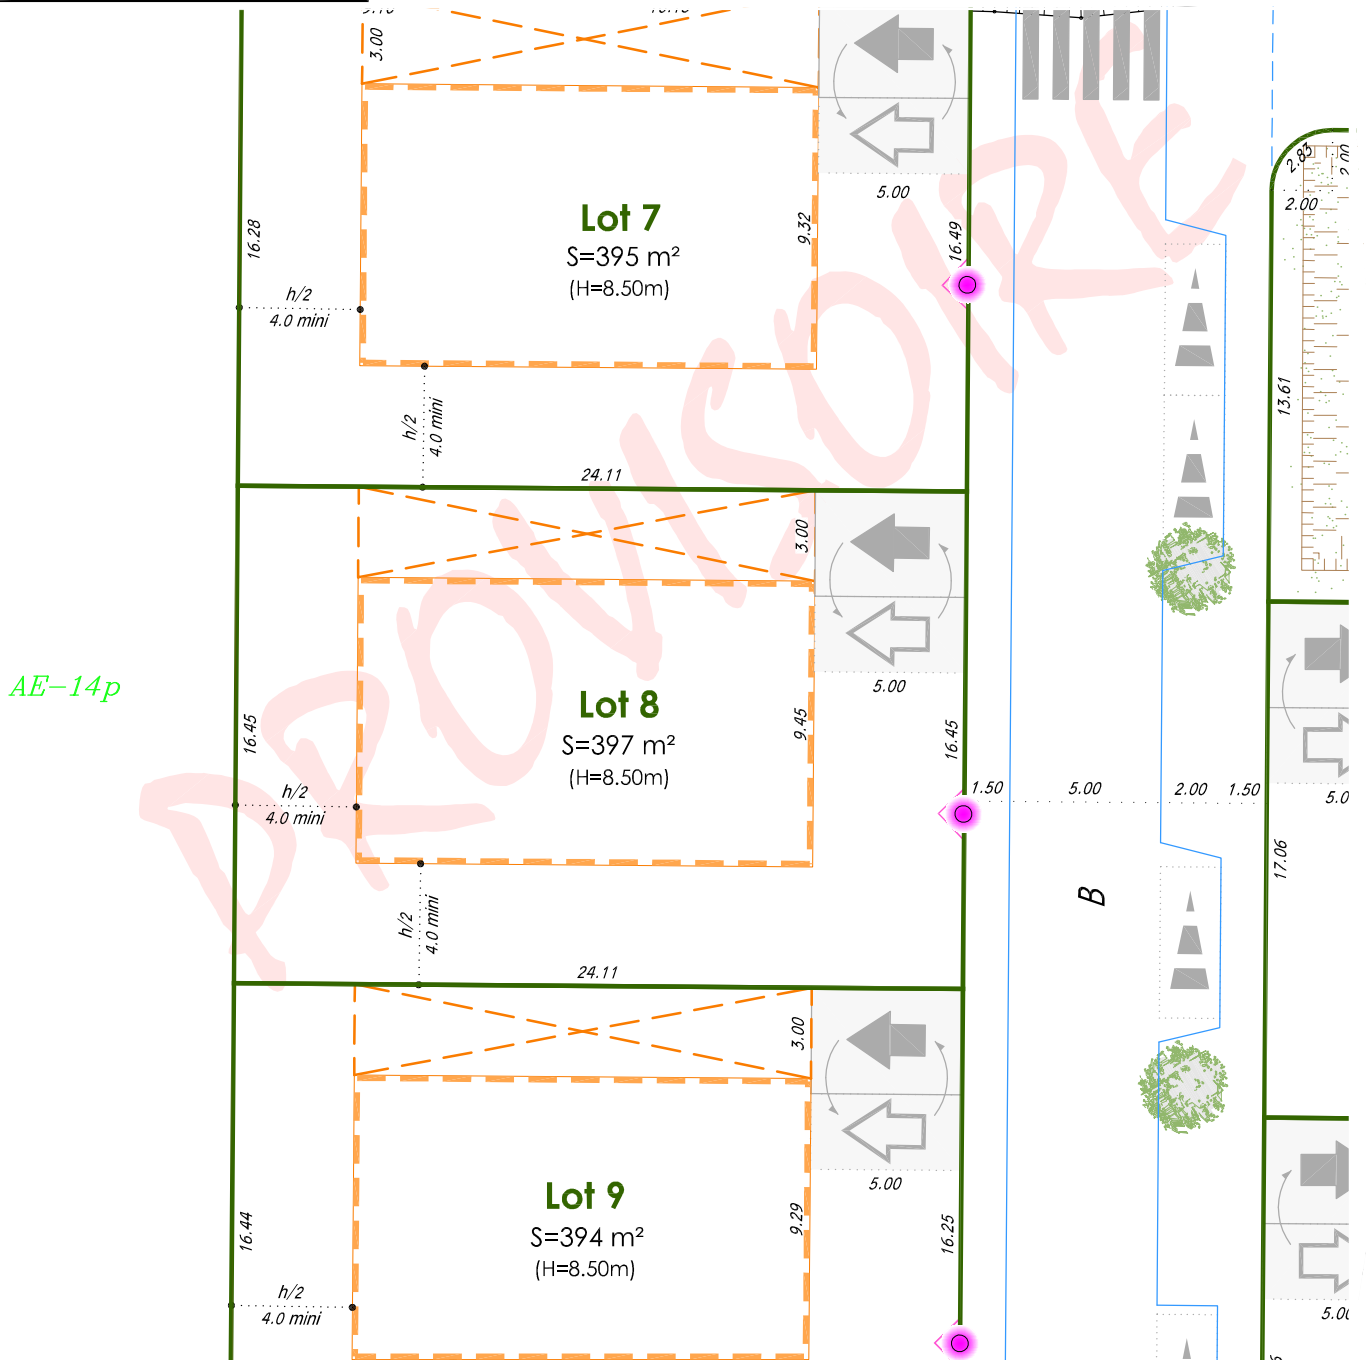 3.00
2.83
2.00
2.00
5.00
Lot 7
S=395 m²
(H=8.50m)
16.28
9.32
16.49
h/2
4.0 mini
13.61
h/2
4.0 mini
24.11
3.00
PROVISOIRE
AE-14p
5.00
Lot 8
S=397 m²
(H=8.50m)
16.45
9.45
16.45
h/2
4.0 mini
1.50
5.00
2.00
1.50
17.06
B
h/2
4.0 mini
24.11
3.00
5.00
Lot 9
S=394 m²
(H=8.50m)
16.44
9.29
16.25
h/2
4.0 mini